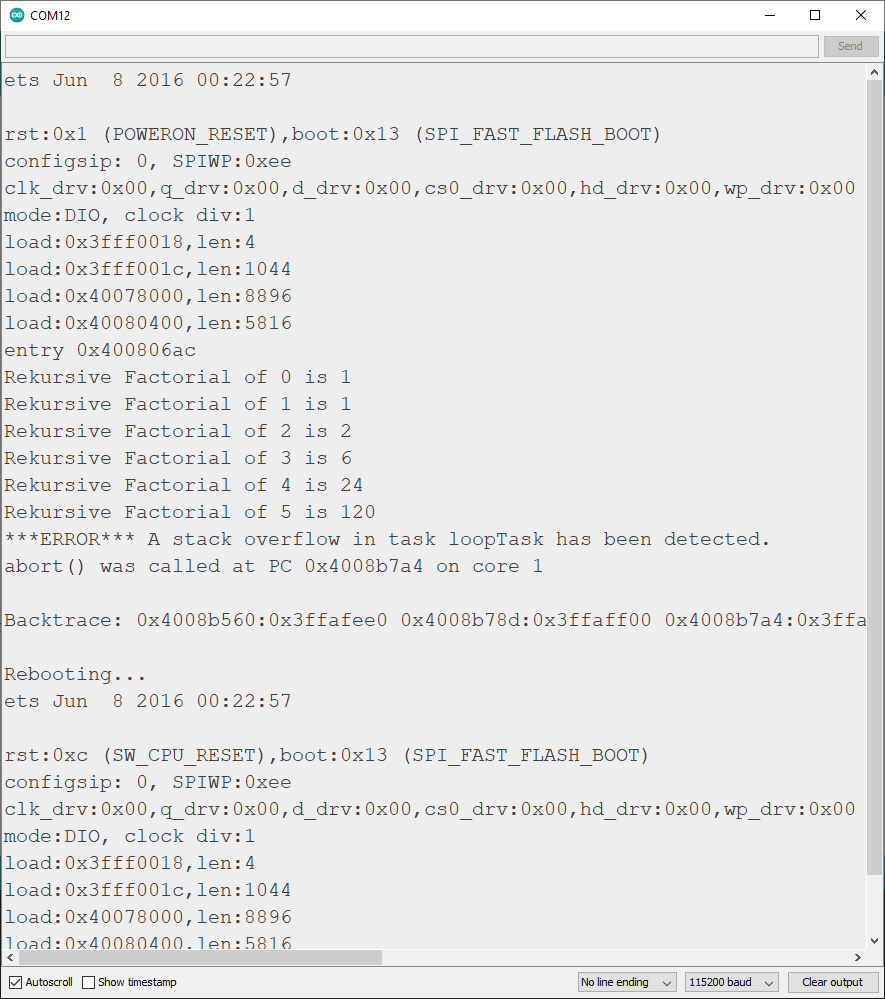 COM12
Send
ets Jun  8 2016 00:22:57
rst:0x1 (POWERON_RESET),boot:0x13 (SPI_FAST_FLASH_BOOT)
configsip: 0, SPIWP:0xee
clk_drv:0x00,q_drv:0x00,d_drv:0x00,cs0_drv:0x00,hd_drv:0x00,wp_drv:0x00
mode:DIO, clock div:1
load:0x3fff0018,len:4
load:0x3fff001c,len:1044
load:0x40078000,len:8896
load:0x40080400,len:5816
entry 0x400806ac
Rekursive Factorial of 0 is 1
Rekursive Factorial of 1 is 1
Rekursive Factorial of 2 is 2
Rekursive Factorial of 3 is 6
Rekursive Factorial of 4 is 24
Rekursive Factorial of 5 is 120
***ERROR*** A stack overflow in task loopTask has been detected.
abort() was called at PC 0x4008b7a4 on core 1
Backtrace: 0x4008b560:0x3ffafee0 0x4008b78d:0x3ffaff00 0x4008b7a4:0x3ffa
Rebooting...
ets Jun  8 2016 00:22:57
rst:0xc (SW_CPU_RESET),boot:0x13 (SPI_FAST_FLASH_BOOT)
configsip: 0, SPIWP:0xee
clk_drv:0x00,q_drv:0x00,d_drv:0x00,cs0_drv:0x00,hd_drv:0x00,wp_drv:0x00
mode:DIO, clock div:1
load:0x3fff0018,len:4
load:0x3fff001c,len:1044
load:0x40078000,len:8896
load:0x40080400,len:5816
Autoscroll Show timestamp No line ending 115200 baud Clear output